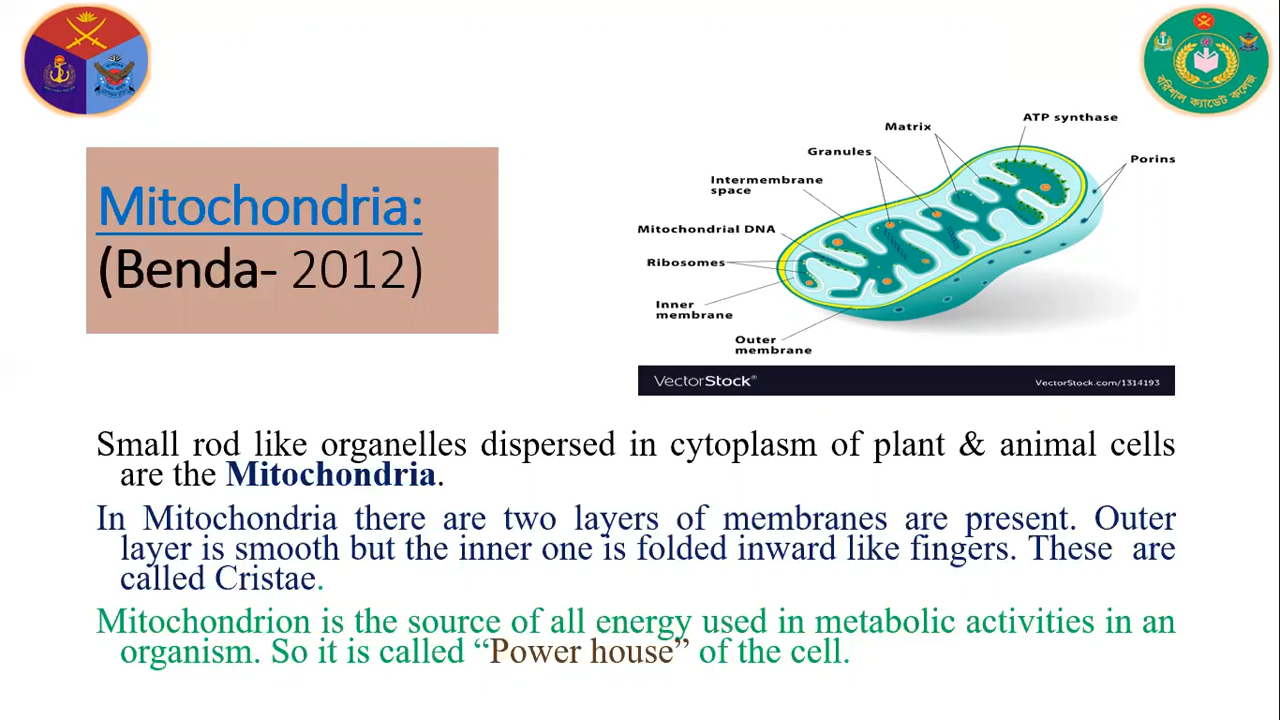 বরিশাল ক্যাডেট কলেজ
Mitochondria:
(Benda- 2012)
ATP synthase
Matrix
Granules
Porins
Intermembrane
space
Mitochondrial DNA
Ribosomes
Inner
membrane
Outer
membrane
VectorStock®
VectorStock.com/1314193
Small rod like organelles dispersed in cytoplasm of plant & animal cells
are the Mitochondria.
In Mitochondria there are two layers of membranes are present. Outer
layer is smooth but the inner one is folded inward like fingers. These are
called Cristae.
Mitochondrion is the source of all energy used in metabolic activities in an
organism. So it is called “Power house” of the cell.